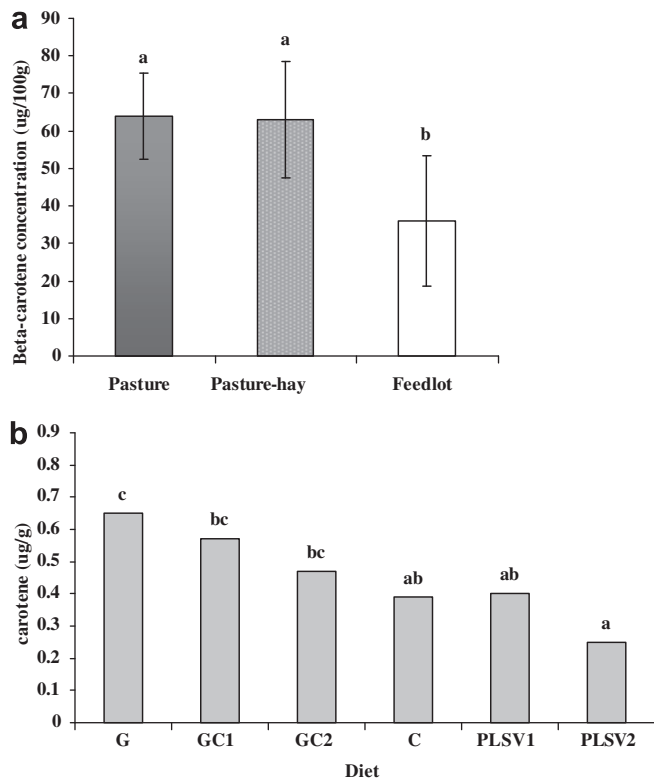 a
Beta-carotene concentration (ug/100g)
90
80
70
60
50
40
30
20
10
0
a
a
b
Pasture
Pasture-hay
Feedlot
b
carotene (ug/g)
0.9
0.8
0.7
0.6
0.5
0.4
0.3
0.2
0.1
0
c
bc
bc
ab
ab
a
G
GC1
GC2
C
PLSV1
PLSV2
Diet